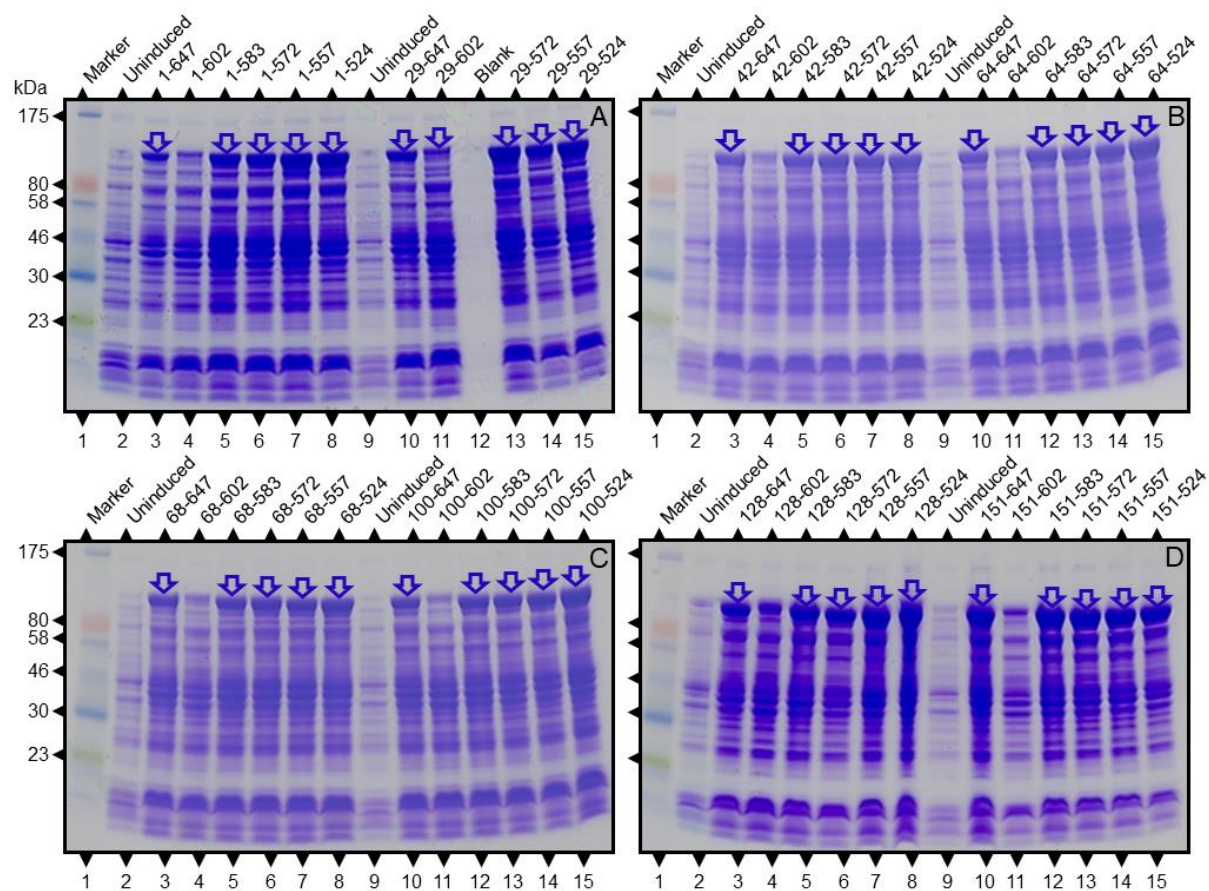 Marker Uninduced 1-647 1-602 1-583 1-572 1-557 1-524 Uninduced 29-647 29-602 Blank 29-572 29-557 29-524
kDa
175
80
58
46
30
23
A
1 2 3 4 5 6 7 8 9 10 11 12 13 14 15
Marker Uninduced 42-647 42-602 42-583 42-572 42-557 42-524 Uninduced 64-647 64-602 64-583 64-572 64-557 64-524
B
1 2 3 4 5 6 7 8 9 10 11 12 13 14 15
Marker Uninduced 68-647 68-602 68-583 68-572 68-557 68-524 Uninduced 100-647 100-602 100-583 100-572 100-557 100-524
175
80
58
46
30
23
C
1 2 3 4 5 6 7 8 9 10 11 12 13 14 15
Marker Uninduced 128-647 128-602 128-583 128-572 128-557 128-524 Uninduced 151-647 151-602 151-583 151-572 151-557 151-524
D
1 2 3 4 5 6 7 8 9 10 11 12 13 14 15